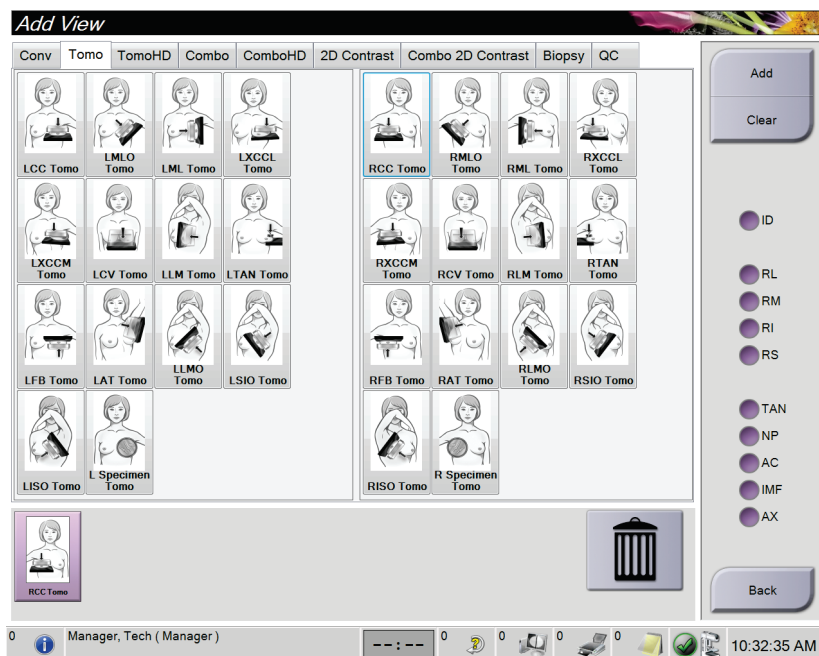 Add View
Conv Tomo TomoHD Combo ComboHD 2D Contrast Combo 2D Contrast Biopsy QC
LCC Tomo
LMLO
Tomo
LML Tomo
LXCCL
Tomo
RCC Tomo
RMLO
Tomo
RML Tomo
RXCCL
Tomo
LXCCM
Tomo
LCV Tomo
LLM Tomo
LTAN Tomo
RXCCM
Tomo
RCV Tomo
RLM Tomo
RTAN
Tomo
LFB Tomo
LAT Tomo
LLMO
Tomo
LSIO Tomo
RFB Tomo
RAT Tomo
RLMO
Tomo
RSIO Tomo
LISO Tomo
L Specimen
Tomo
RISO Tomo
R Specimen
Tomo
RCC Tomo
Add
Clear
ID
RL
RM
RI
RS
TAN
NP
AC
IMF
AX
Back
0 Manager, Tech ( Manager ) --:-- 0 0 0 0 10:32:35 AM